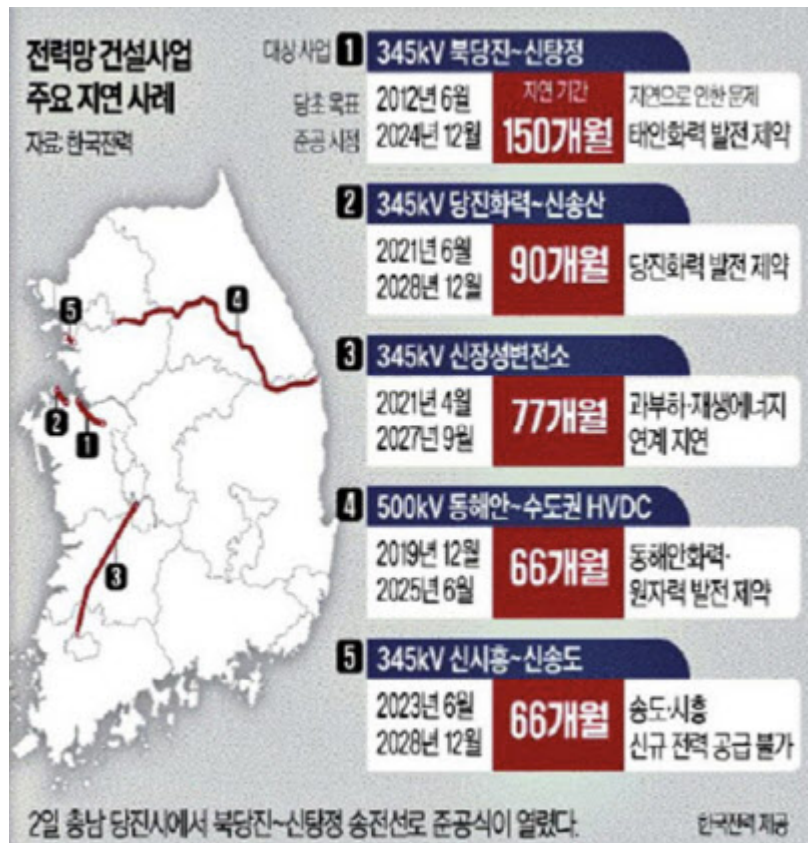 전력망 건설사업
주요 지연 사례
자료: 한국전력
대상 사업 1 345kV 북당진~신탕정
당초 목표 2012년 6월
준공 시점 2024년 12월
지연 기간
150개월
지연으로 인한 문제
태안화력 발전 제약
2 345kV 당진화력~신송산
2021년 6월
2028년 12월
90개월
당진화력 발전 제약
3 345kV 신장성변전소
2021년 4월
2027년 9월
77개월
과부하·재생에너지
연계 지연
4 500kV 동해안~수도권 HVDC
2019년 12월
2025년 6월
66개월
동해안화력·
원자력 발전 제약
5 345kV 신시흥~신송도
2023년 6월
2028년 12월
66개월
송도·시흥
신규 전력 공급 불가
5
4
2
1
3
2일 충남 당진시에서 북당진~신탕정 송전선로 준공식이 열렸다.
한국전력 제공